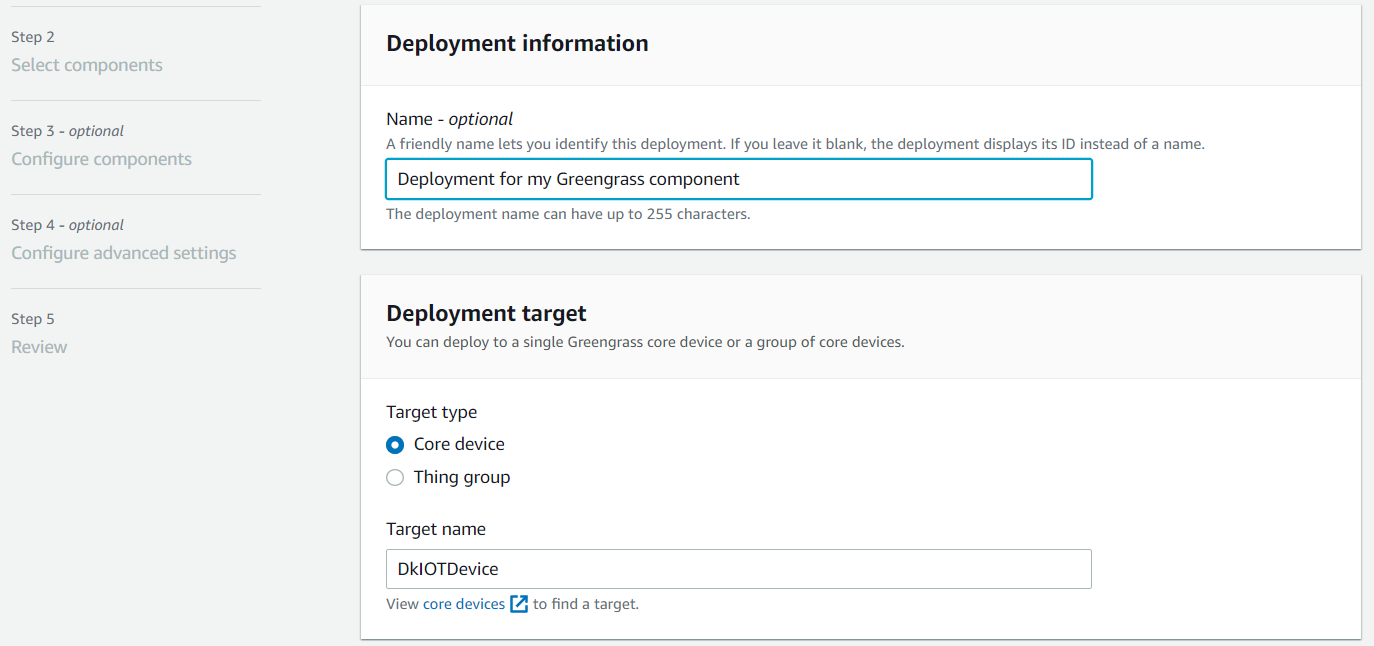 Step 2
Select components
Step 3 - optional
Configure components
Step 4 - optional
Configure advanced settings
Step 5
Review
Deployment information
Name - optional
A friendly name lets you identify this deployment. If you leave it blank, the deployment displays its ID instead of a name.
Deployment for my Greengrass component
The deployment name can have up to 255 characters.
Deployment target
You can deploy to a single Greengrass core device or a group of core devices.
Target type
Core device
Thing group
Target name
DkIOTDevice
View core devices to find a target.